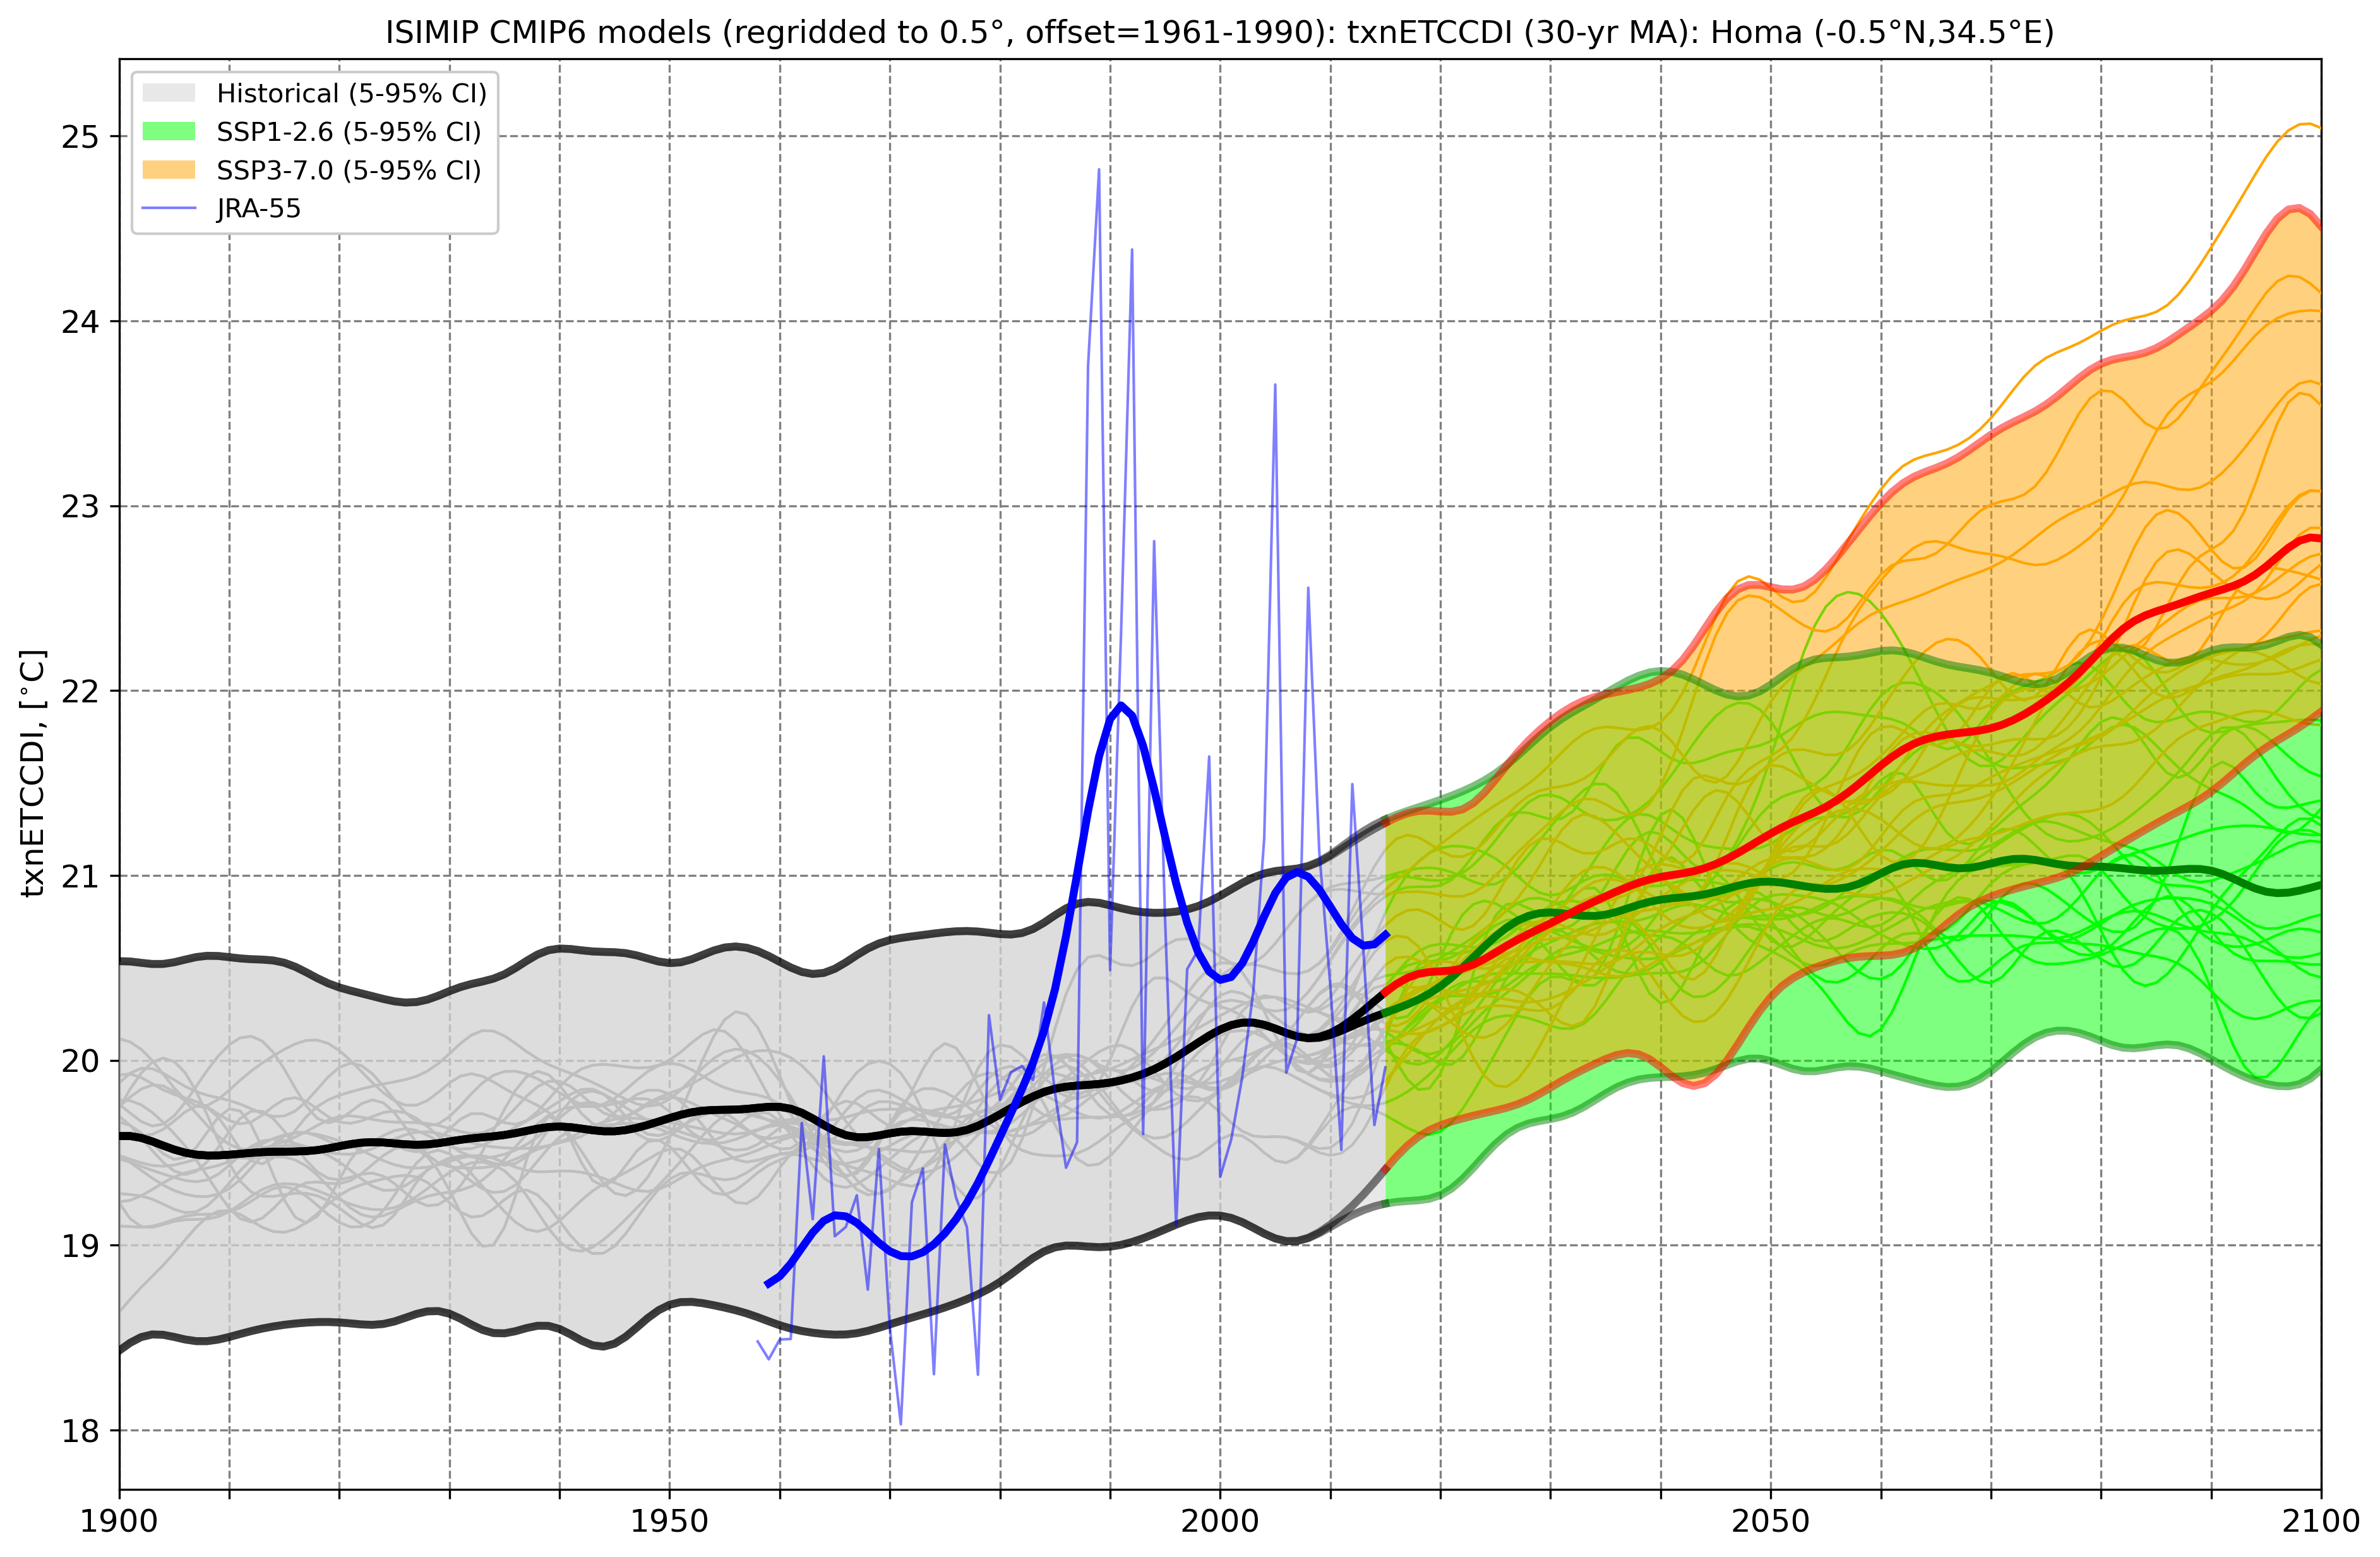 ISIMIP CMIP6 models (regridded to 0.5°, offset=1961-1990): txnETCCDI (30-yr MA): Homa (-0.5°N,34.5°E)
Historical (5-95% CI)
SSP1-2.6 (5-95% CI)
SSP3-7.0 (5-95% CI)
JRA-55
txnETCCDI, [°C]
25
24
23
22
21
20
19
18
1900
1950
2000
2050
2100